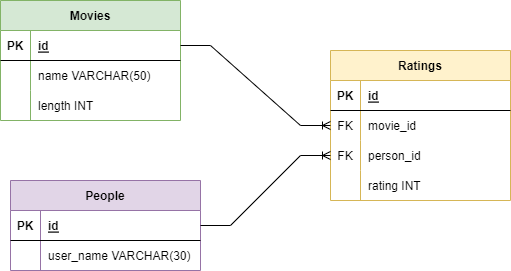 Movies
PK id
name VARCHAR(50)
length INT
Ratings
PK id
FK movie_id
FK person_id
rating INT
People
PK id
user_name VARCHAR(30)